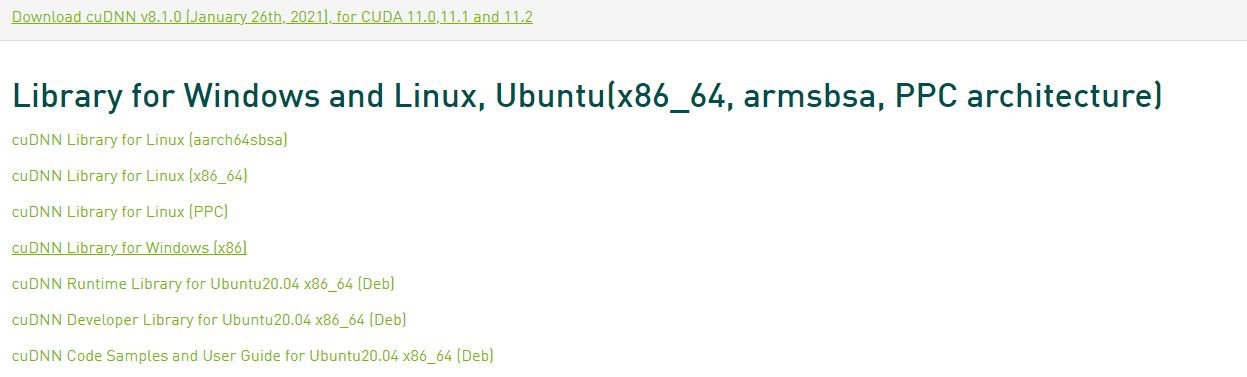 Download cuDNN v8.1.0 (January 26th, 2021), for CUDA 11.0,11.1 and 11.2
Library for Windows and Linux, Ubuntu(x86_64, armsbsa, PPC architecture)
cuDNN Library for Linux (aarch64sbsa)
cuDNN Library for Linux (x86_64)
cuDNN Library for Linux (PPC)
cuDNN Library for Windows (x86)
cuDNN Runtime Library for Ubuntu20.04 x86_64 (Deb)
cuDNN Developer Library for Ubuntu20.04 x86_64 (Deb)
cuDNN Code Samples and User Guide for Ubuntu20.04 x86_64 (Deb)